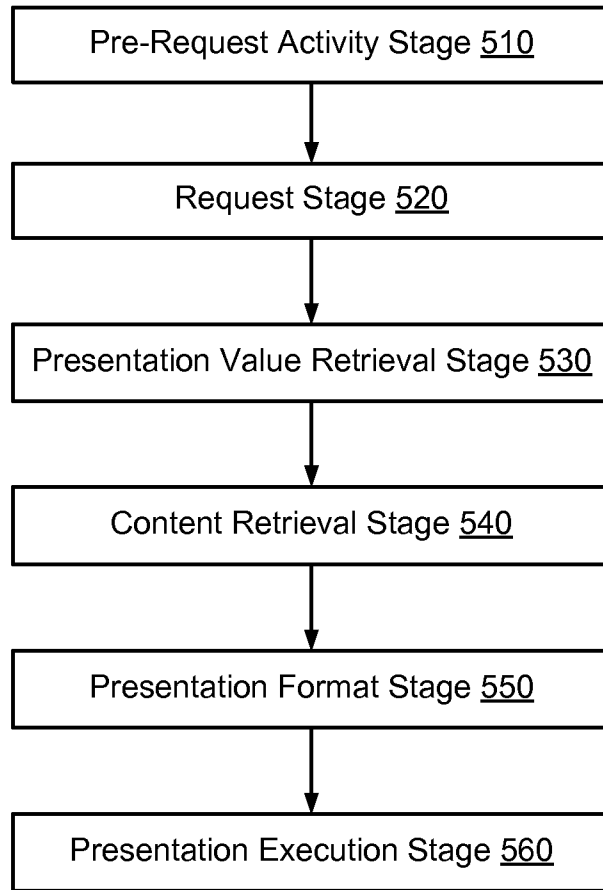 Pre-Request Activity Stage 510
Request Stage 520
Presentation Value Retrieval Stage 530
Content Retrieval Stage 540
Presentation Format Stage 550
Presentation Execution Stage 560